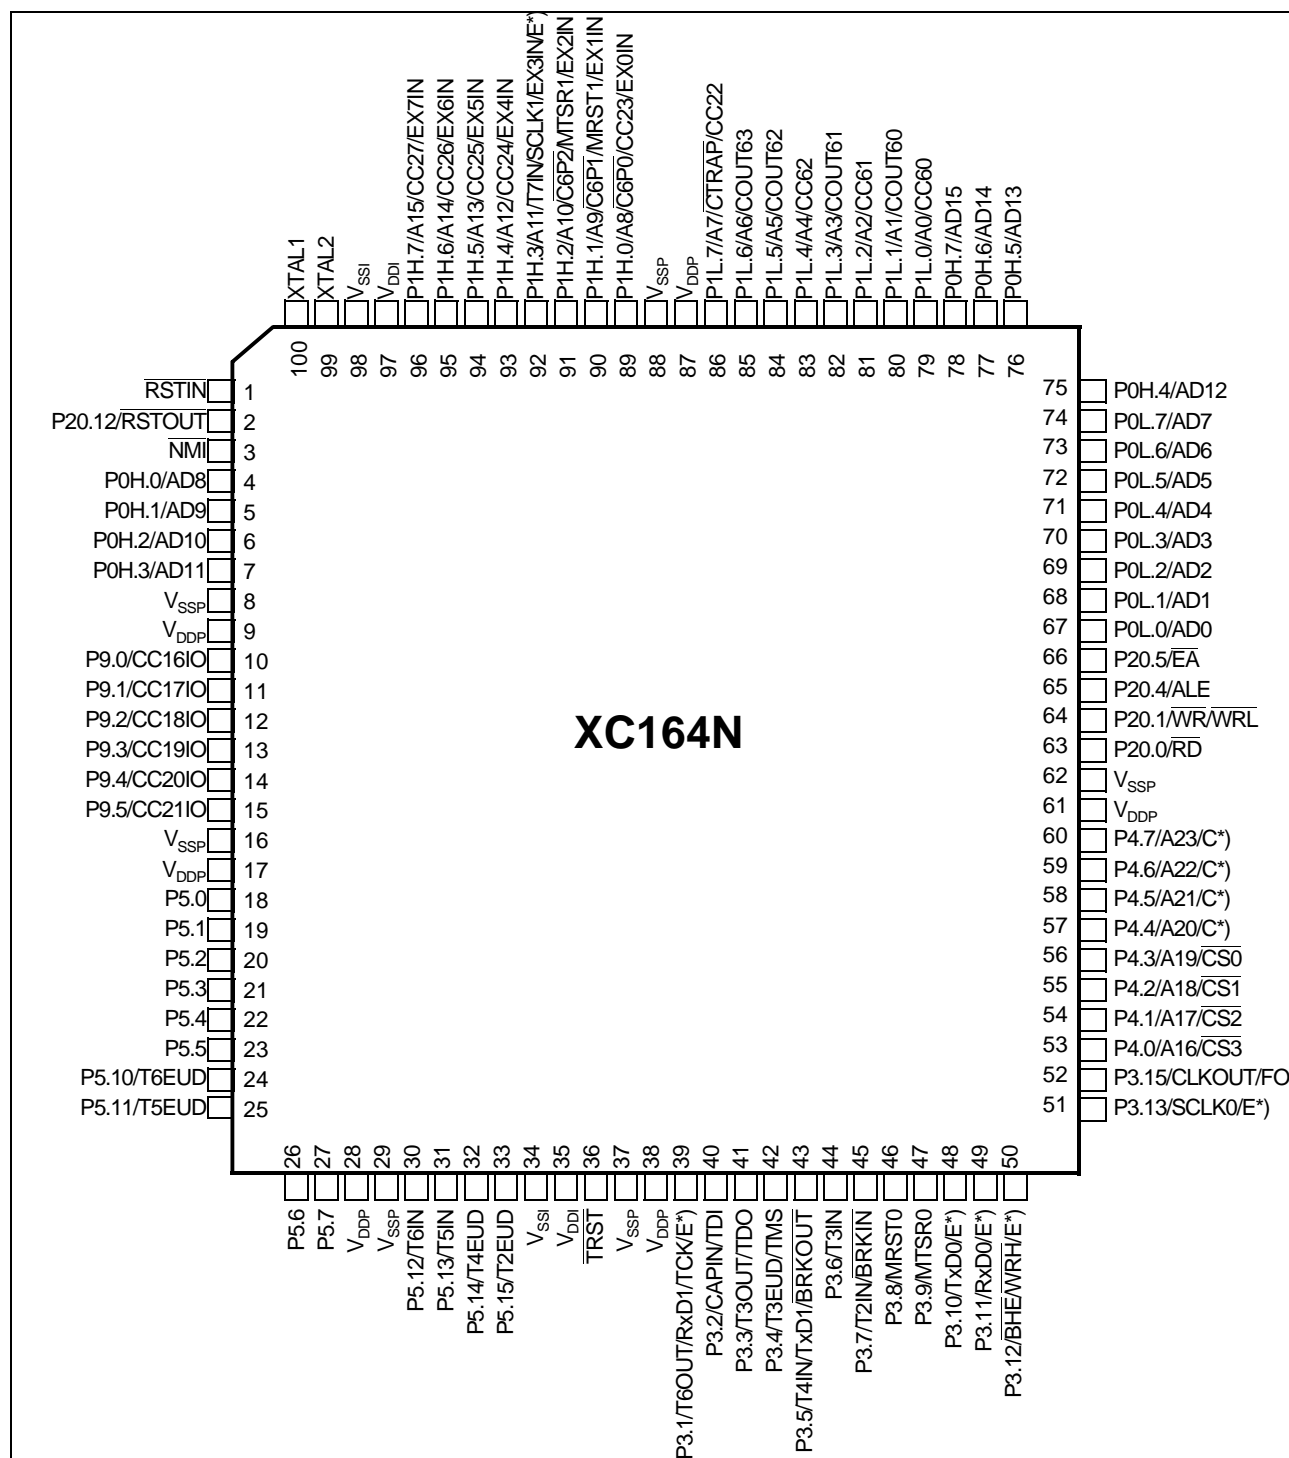 XTAL1
XTAL2
VSSI
VDDI
P1H.7/A15/CC27/EX7IN
P1H.6/A14/CC26/EX6IN
P1H.5/A13/CC25/EX5IN
P1H.4/A12/CC24/EX4IN
P1H.3/A11/T7IN/SCLK1/EX3IN/E*)
P1H.2/A10/C6P2/MTSR1/EX2IN
P1H.1/A9/C6P1/MRST1/EX1IN
P1H.0/A8/C6P0/CC23/EX0IN
VSSP
VDDP
P1L.7/A7/CTRAP/CC22
P1L.6/A6/COUT63
P1L.5/A5/COUT62
P1L.4/A4/CC62
P1L.3/A3/COUT61
P1L.2/A2/CC61
P1L.1/A1/COUT60
P1L.0/A0/CC60
P0H.7/AD15
P0H.6/AD14
P0H.5/AD13
100
99
98
97
96
95
94
93
92
91
90
89
88
87
86
85
84
83
82
81
80
79
78
77
76
RSTIN 1
P20.12/RSTOUT 2
NMI 3
P0H.0/AD8 4
P0H.1/AD9 5
P0H.2/AD10 6
P0H.3/AD11 7
VSSP 8
VDDP 9
P9.0/CC16IO 10
P9.1/CC17IO 11
P9.2/CC18IO 12
P9.3/CC19IO 13
P9.4/CC20IO 14
P9.5/CC21IO 15
VSSP 16
VDDP 17
P5.0 18
P5.1 19
P5.2 20
P5.3 21
P5.4 22
P5.5 23
P5.10/T6EUD 24
P5.11/T5EUD 25
XC164N
75 P0H.4/AD12
74 P0L.7/AD7
73 P0L.6/AD6
72 P0L.5/AD5
71 P0L.4/AD4
70 P0L.3/AD3
69 P0L.2/AD2
68 P0L.1/AD1
67 P0L.0/AD0
66 P20.5/EA
65 P20.4/ALE
64 P20.1/WR/WRL
63 P20.0/RD
62 VSSP
61 VDDP
60 P4.7/A23/C*)
59 P4.6/A22/C*)
58 P4.5/A21/C*)
57 P4.4/A20/C*)
56 P4.3/A19/CS0
55 P4.2/A18/CS1
54 P4.1/A17/CS2
53 P4.0/A16/CS3
52 P3.15/CLKOUT/FO
51 P3.13/SCLK0/E*)
26
27
28
29
30
31
32
33
34
35
36
37
38
39
40
41
42
43
44
45
46
47
48
49
50
P5.6
P5.7
VDDP
VSSP
P5.12/T6IN
P5.13/T5IN
P5.14/T4EUD
P5.15/T2EUD
VSSI
VDDI
TRST
VSSP
VDDP
P3.1/T6OUT/RxD1/TCK/E*)
P3.2/CAPIN/TDI
P3.3/T3OUT/TDO
P3.4/T3EUD/TMS
P3.5/T4IN/TxD1/BRKOUT
P3.6/T3IN
P3.7/T2IN/BRKIN
P3.8/MRST0
P3.9/MTSR0
P3.10/TxD0/E*)
P3.11/RxD0/E*)
P3.12/BHE/WRH/E*)